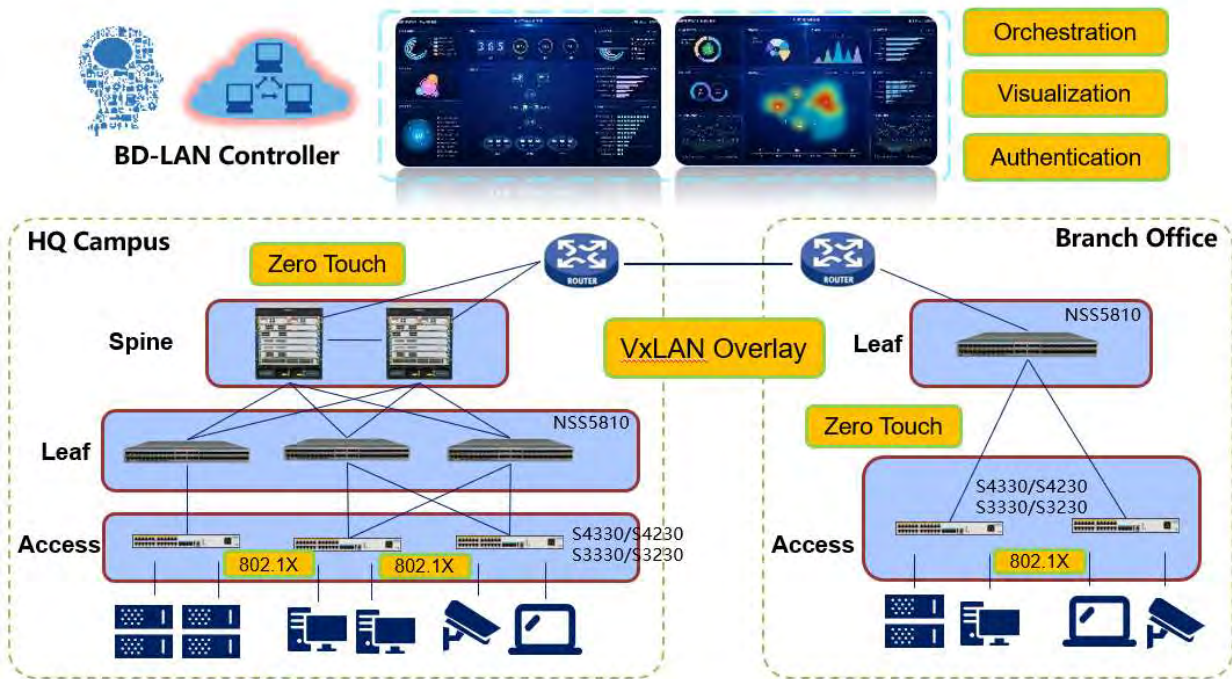 Orchestration
Visualization
Authentication
BD-LAN Controller
365
HQ Campus
Branch Office
Zero Touch
ROUTER
ROUTER
Spine
VxLAN Overlay
Leaf
NSS5810
Leaf
NSS5810
Zero Touch
Access
S4330/S4230
S3330/S3230
802.1X
802.1X
Access
S4330/S4230
S3330/S3230
802.1X